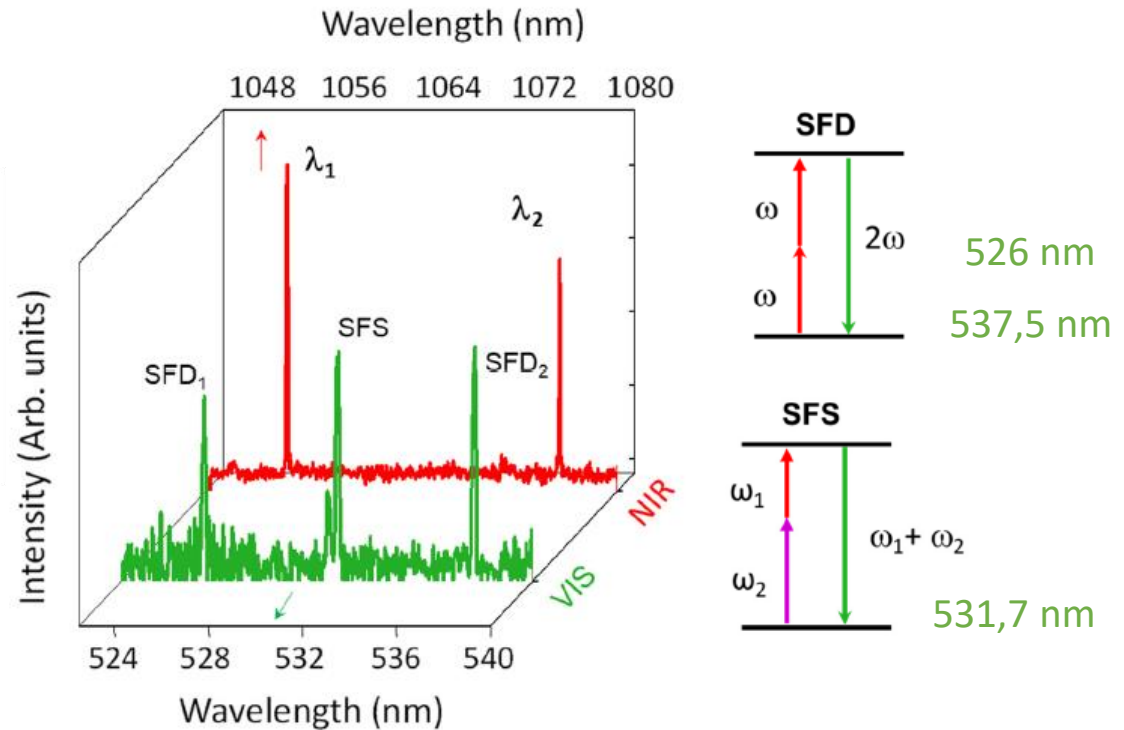 Wavelength (nm)
1048 1056 1064 1072 1080
λ₁
λ₂
SFD₁
SFS
SFD₂
Intensity (Arb. units)
NIR
VIS
524 528 532 536 540
Wavelength (nm)
SFD
ω
ω
2ω
526 nm
537,5 nm
SFS
ω₁
ω₂
ω₁+ ω₂
531,7 nm